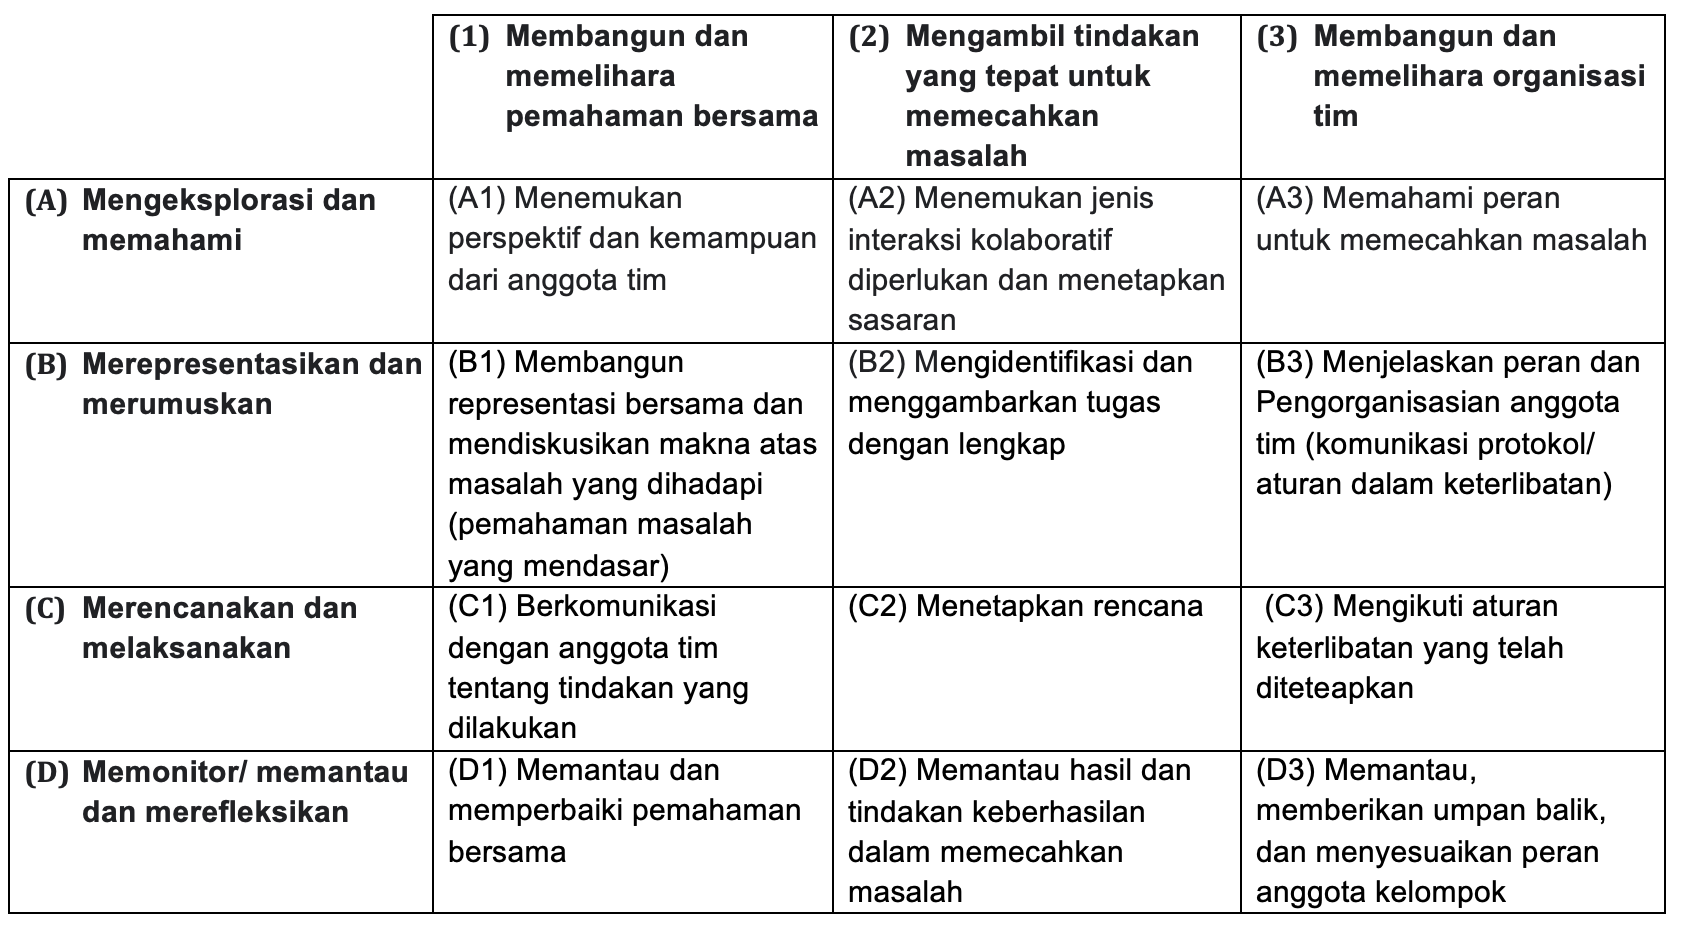 (1) Membangun dan
memelihara
pemahaman bersama
(2) Mengambil tindakan
yang tepat untuk
memecahkan
masalah
(3) Membangun dan
memelihara organisasi
tim
(A) Mengeksplorasi dan
memahami
(A1) Menemukan
perspektif dan kemampuan
dari anggota tim
(A2) Menemukan jenis
interaksi kolaboratif
diperlukan dan menetapkan
sasaran
(A3) Memahami peran
untuk memecahkan masalah
(B) Merepresentasikan dan
merumuskan
(B1) Membangun
representasi bersama dan
mendiskusikan makna atas
masalah yang dihadapi
(pemahaman masalah
yang mendasar)
(B2) Mengidentifikasi dan
menggambarkan tugas
dengan lengkap
(B3) Menjelaskan peran dan
Pengorganisasian anggota
tim (komunikasi protokol/
aturan dalam keterlibatan)
(C) Merencanakan dan
melaksanakan
(C1) Berkomunikasi
dengan anggota tim
tentang tindakan yang
dilakukan
(C2) Menetapkan rencana
(C3) Mengikuti aturan
keterlibatan yang telah
diteteapkan
(D) Memonitor/ memantau
dan merefleksikan
(D1) Memantau dan
memperbaiki pemahaman
bersama
(D2) Memantau hasil dan
tindakan keberhasilan
dalam memecahkan
masalah
(D3) Memantau,
memberikan umpan balik,
dan menyesuaikan peran
anggota kelompok